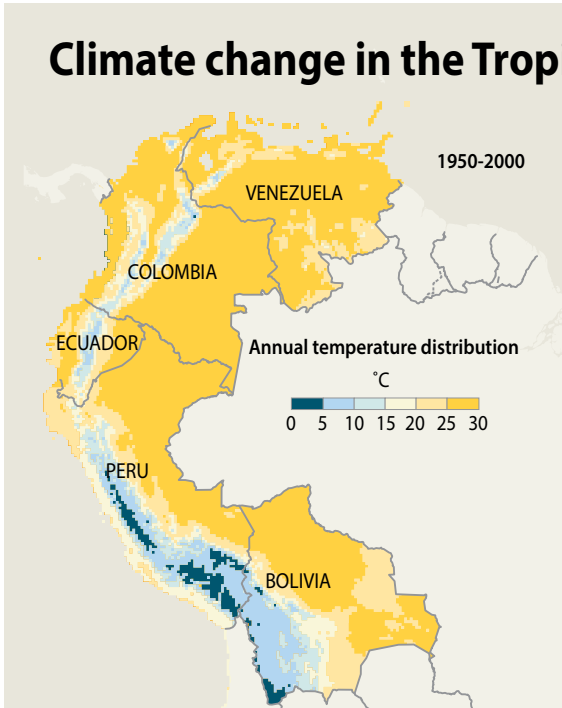 Climate change in the Trop
1950-2000
VENEZUELA
COLOMBIA
ECUADOR
Annual temperature distribution
°C
0 5 10 15 20 25 30
PERU
BOLIVIA